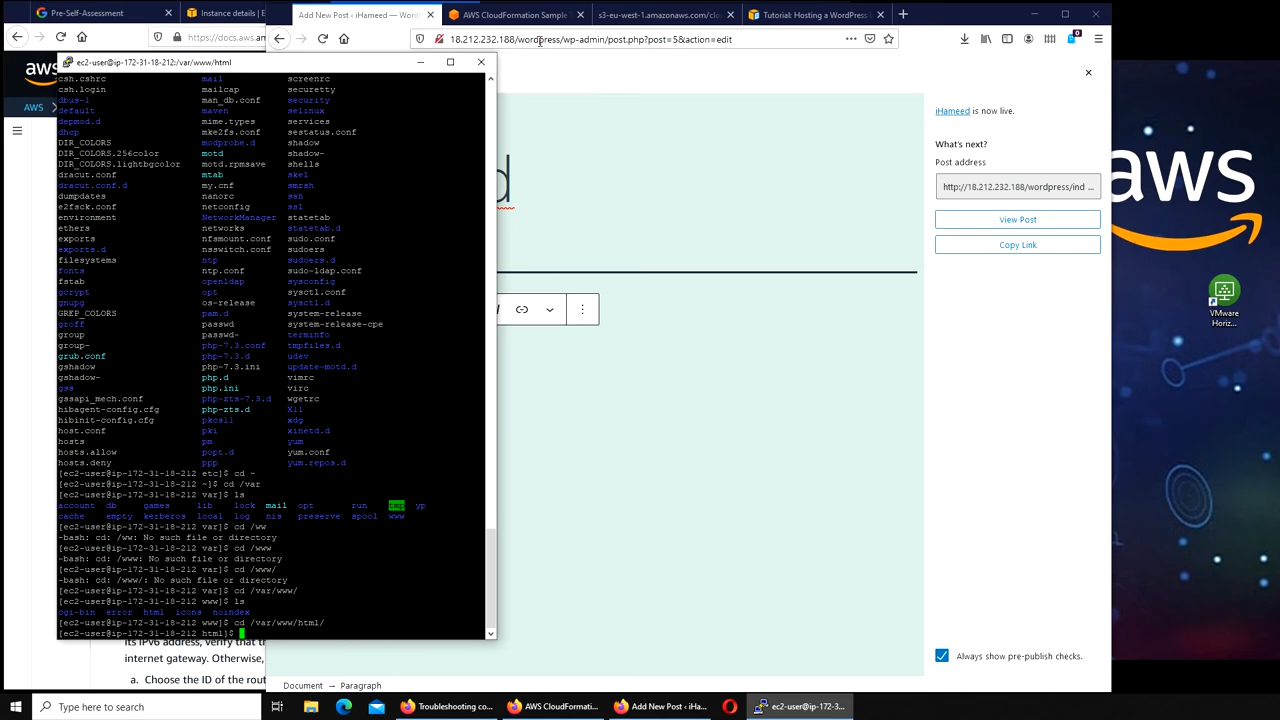 Pre-Self-Assessment
Instance details | E
Add New Post ‹ iHameed — Word
AWS CloudFormation Sample
s3-eu-west-1.amazonaws.com/clou
Tutorial: Hosting a WordPress
https://docs.aws.
18.212.232.188/wordpress/wp-admin/post.php?post=5&action=edit
aws
AWS
ec2-user@ip-172-31-18-212:/var/www/html
csh.cshrc mail screenrc
csh.login mailcap securetty
dbus-1 man_db.conf security
default maven selinux
depmod.d mime.types services
dhcp mke2fs.conf sestatus.conf
DIR_COLORS modprobe.d shadow
DIR_COLORS.256color motd shadow-
DIR_COLORS.lightbgcolor motd.rpmsave shells
dracut.conf mtab skel
dracut.conf.d my.cnf smrsh
dumpdates nanorc ssh
e2fsck.conf netconfig ssl
environment NetworkManager statetab
ethers networks statetab.d
exports nfsmount.conf sudo.conf
exports.d nsswitch.conf sudoers
filesystems ntp sudoers.d
fonts ntp.conf sudo-ldap.conf
fstab openldap sysconfig
gcrypt opt sysctl.conf
gnupg os-release sysctl.d
GREP_COLORS pam.d system-release
groff passwd system-release-cpe
group passwd- terminfo
group- php-7.3.conf tmpfiles.d
grub.conf php-7.3.d udev
gshadow php-7.3.ini update-motd.d
gshadow- php.d vimrc
gss php.ini virc
gssapi_mech.conf php-zts-7.3.d wgetrc
hibagent-config.cfg php-zts.d X11
hibinit-config.cfg pkcs11 xdg
host.conf pki xinetd.d
hosts pm yum
hosts.allow popt.d yum.conf
hosts.deny ppp yum.repos.d
[ec2-user@ip-172-31-18-212 etc]$ cd ~
[ec2-user@ip-172-31-18-212 ~]$ cd /var
[ec2-user@ip-172-31-18-212 var]$ ls
account db games lib lock mail opt run tmp yp
cache empty kerberos local log nis preserve spool www
[ec2-user@ip-172-31-18-212 var]$ cd /ww
-bash: cd: /ww: No such file or directory
[ec2-user@ip-172-31-18-212 var]$ cd /www
-bash: cd: /www: No such file or directory
[ec2-user@ip-172-31-18-212 var]$ cd /www/
-bash: cd: /www/: No such file or directory
[ec2-user@ip-172-31-18-212 var]$ cd /var/www/
[ec2-user@ip-172-31-18-212 www]$ ls
cgi-bin error html icons noindex
[ec2-user@ip-172-31-18-212 www]$ cd /var/www/html/
[ec2-user@ip-172-31-18-212 html]$
d
iHameed is now live.
What's next?
Post address
http://18.212.232.188/wordpress/ind ...
View Post
Copy Link
Always show pre-publish checks.
Document → Paragraph
its IPv6 address, verify that th
internet gateway. Otherwise,
a. Choose the ID of the rout
aws
VMware
Horiz...
Type here to search
Troubleshooting co...
AWS CloudFormati...
Add New Post ‹ iHa...
ec2-user@ip-172-3...